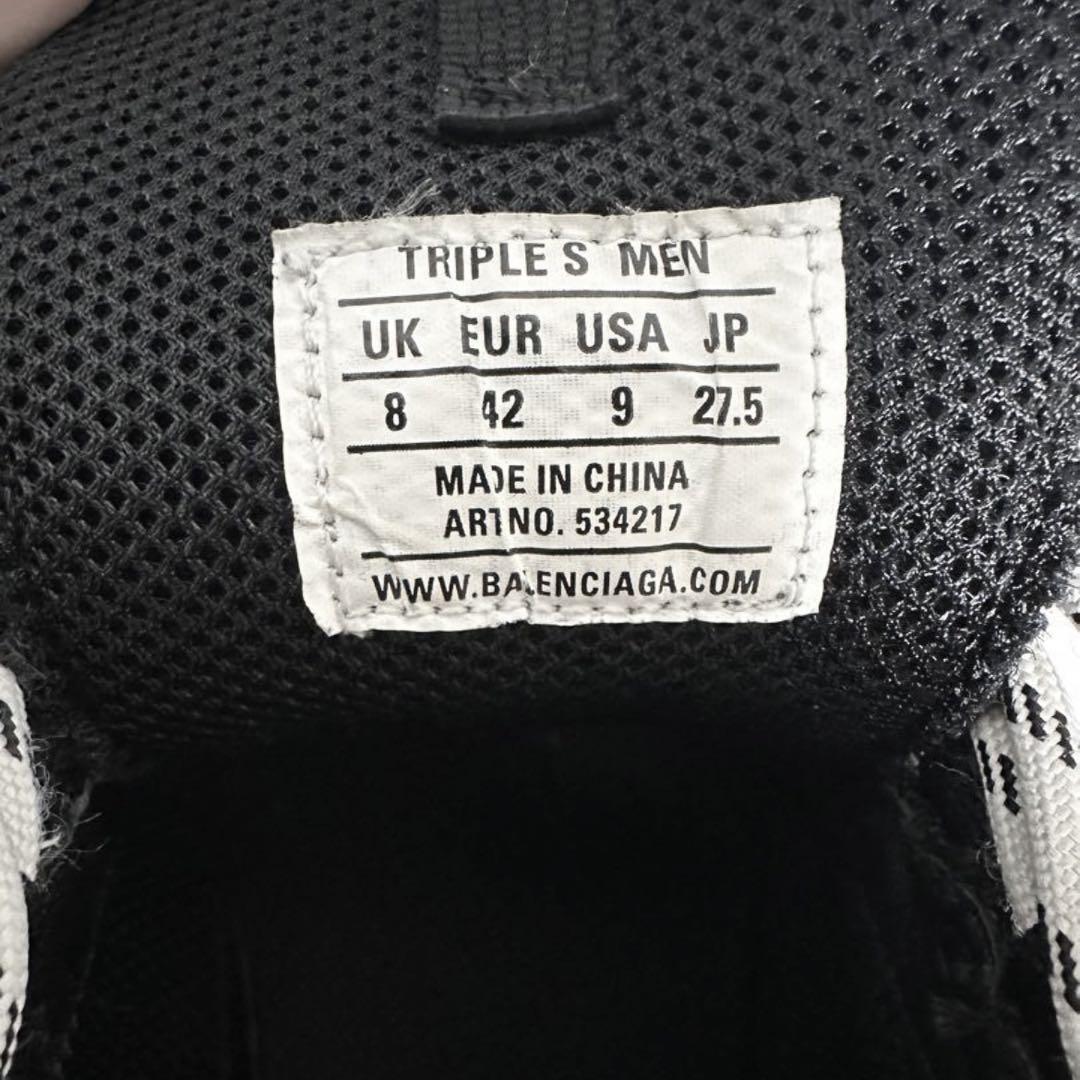 TRIPLE S MEN
UK EUR USA JP
8 42 9 27.5
MADE IN CHINA
ART NO. 534217
WWW.BALENCIAGA.COM